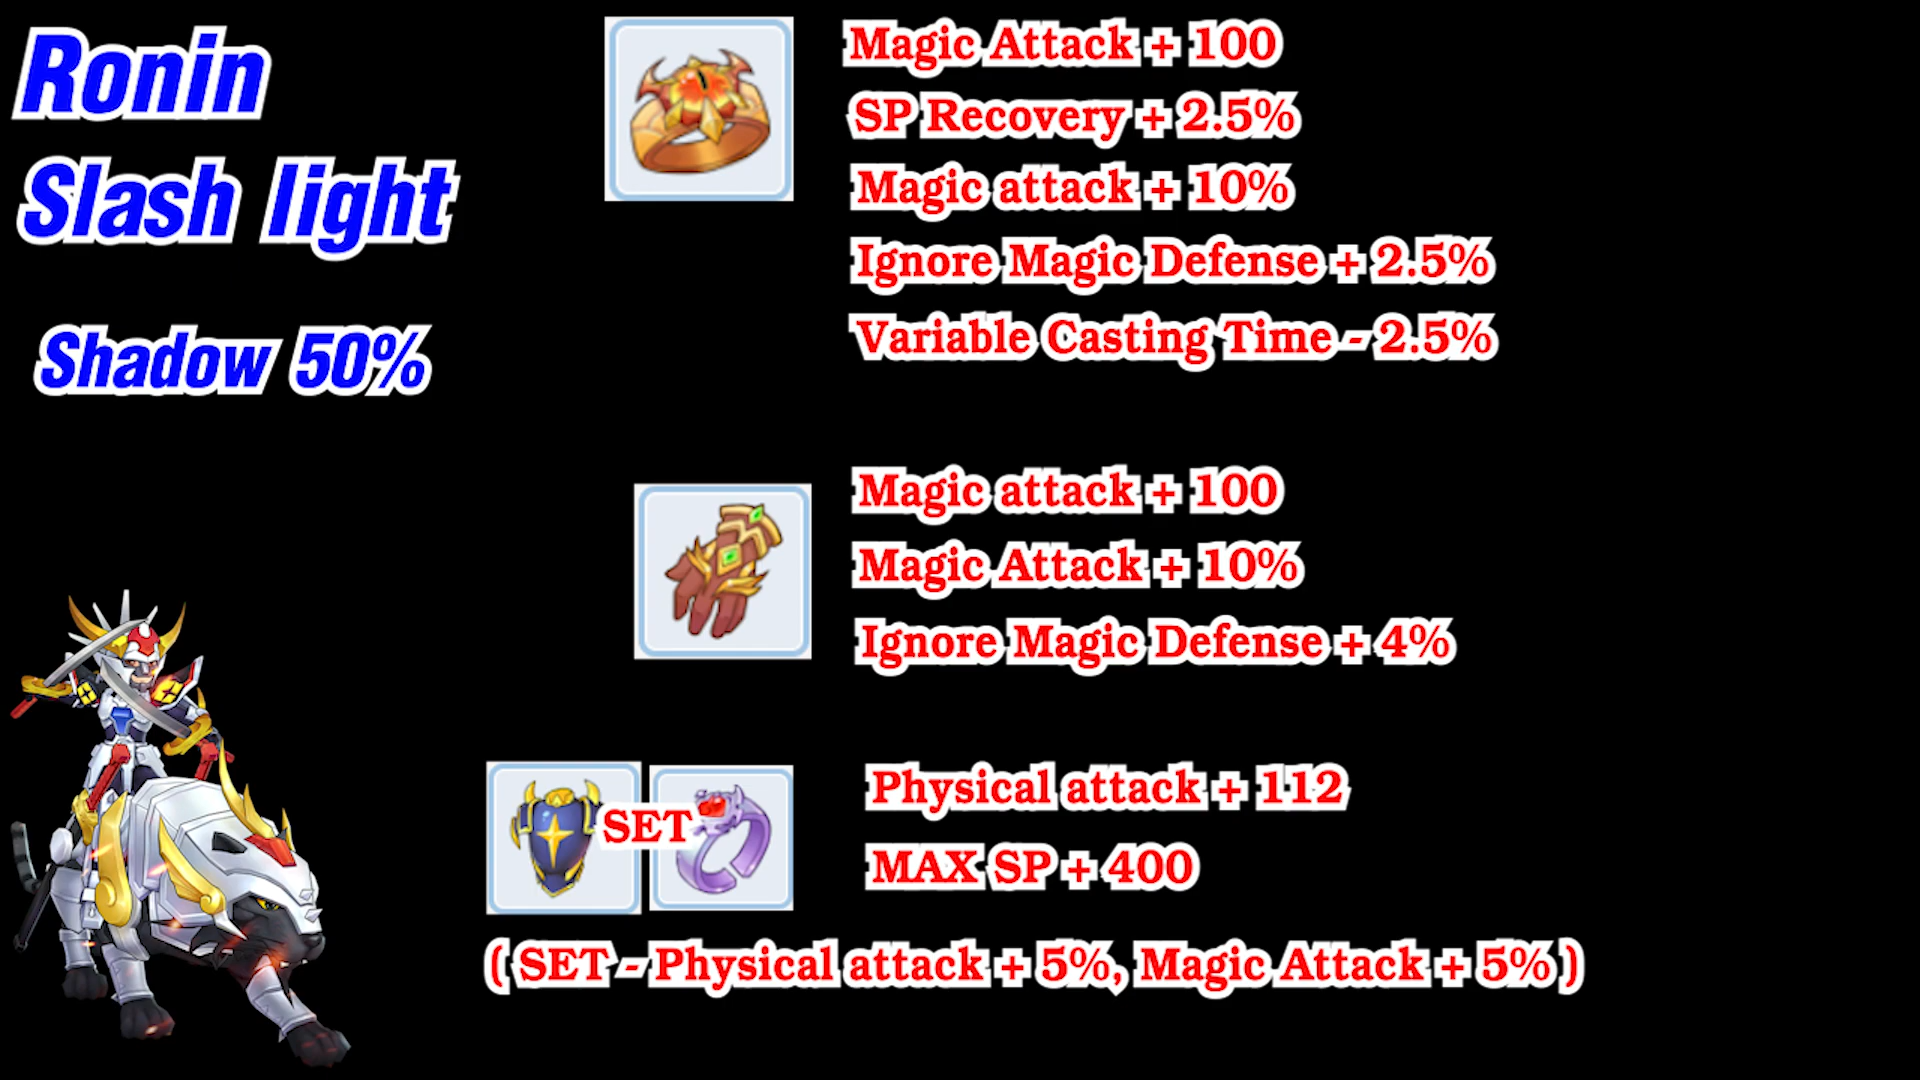 Ronin
Slash light
Shadow 50%
Magic Attack + 100
SP Recovery + 2.5%
Magic attack + 10%
Ignore Magic Defense + 2.5%
Variable Casting Time - 2.5%
Magic attack + 100
Magic Attack + 10%
Ignore Magic Defense + 4%
SET
Physical attack + 112
MAX SP + 400
( SET - Physical attack + 5%, Magic Attack + 5% )